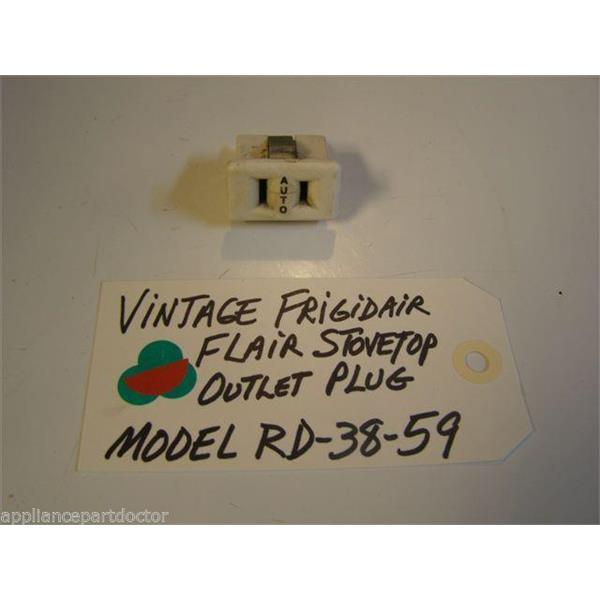 AUTO
VINTAGE FRIGIDAIR
FLAIR STOVETOP
OUTLET PLUG
MODEL RD-38-59
appliancepartdoctor